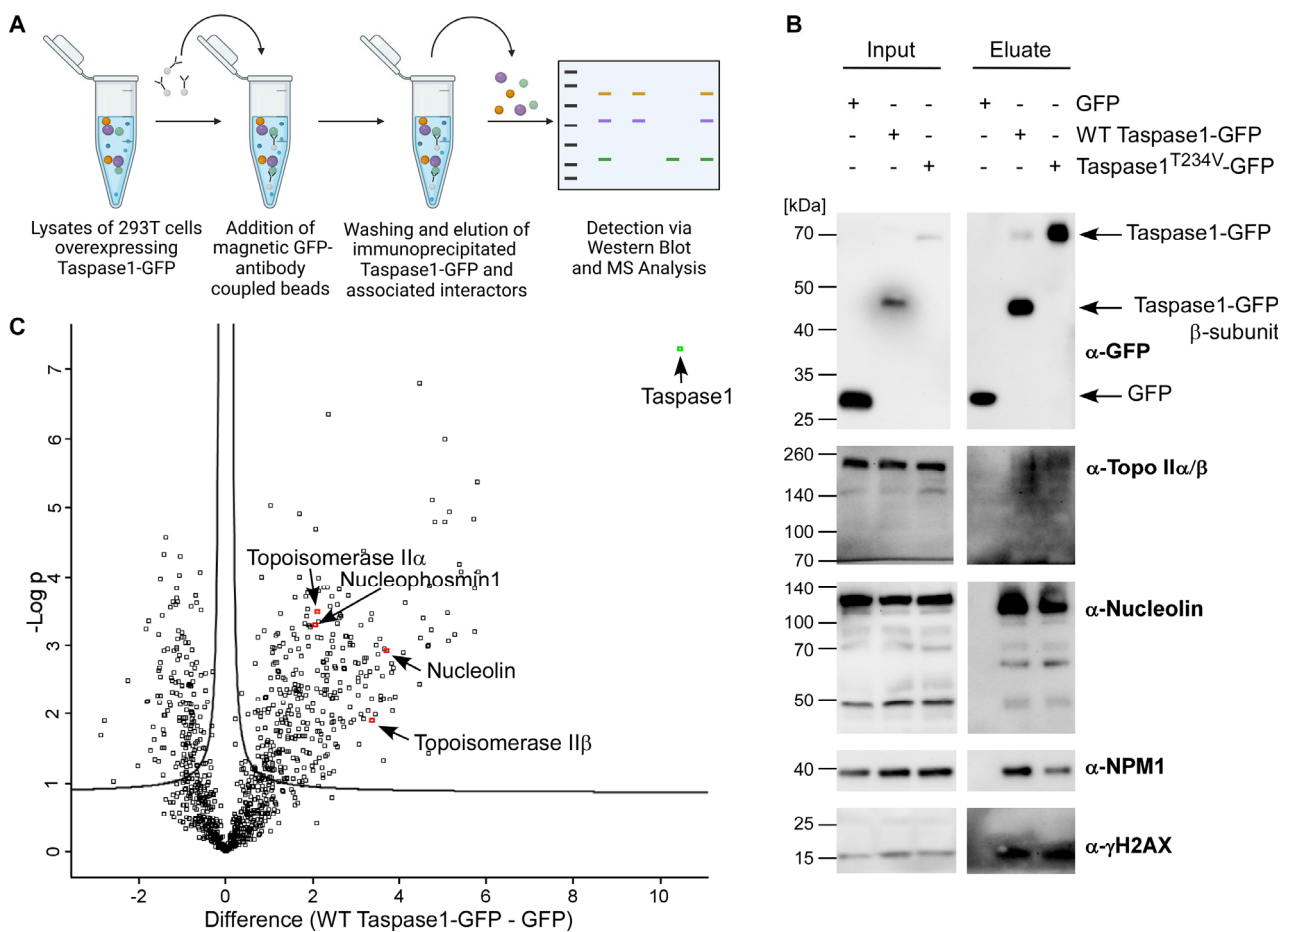 A
Lysates of 293T cells
overexpressing
Taspase1-GFP
Addition of
magnetic GFP-
antibody
coupled beads
Washing and elution of
immunoprecipitated
Taspase1-GFP and
associated interactors
Detection via
Western Blot
and MS Analysis
B
Input
Eluate
+ - - + - - GFP
- + - - + - WT Taspase1-GFP
- - + - - + Taspase1T234V-GFP
[kDa]
70
Taspase1-GFP
50
Taspase1-GFP
β-subunit
40
α-GFP
35
GFP
25
260
α-Topo IIα/β
140
100
70
140
α-Nucleolin
100
70
50
40
α-NPM1
25
α-γH2AX
15
C
-Log p
7
6
5
4
3
2
1
0
Taspase1
Topoisomerase IIα
Nucleophosmin1
Nucleolin
Topoisomerase IIβ
-2 0 2 4 6 8 10
Difference (WT Taspase1-GFP - GFP)